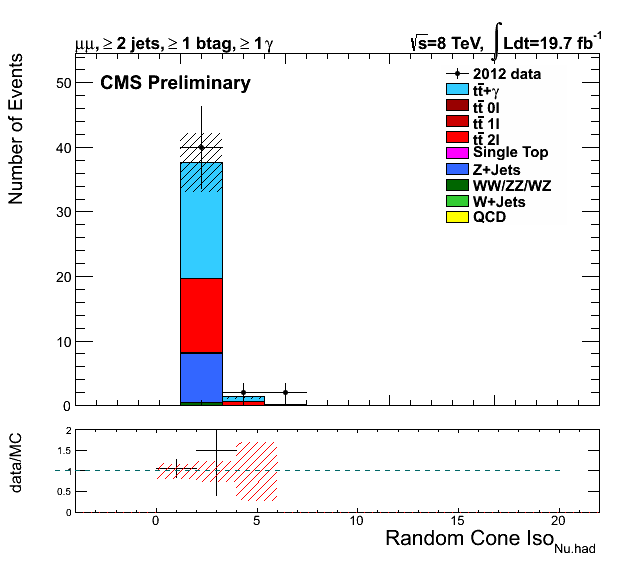 μμ, ≥ 2 jets, ≥ 1 btag, ≥ 1 γ
√s=8 TeV, ∫ Ldt=19.7 fb⁻¹
Number of Events
50
40
30
20
10
0
CMS Preliminary
2012 data
tt̅+γ
tt̅ 0l
tt̅ 1l
tt̅ 2l
Single Top
Z+Jets
WW/ZZ/WZ
W+Jets
QCD
data/MC
2
1.5
1
0.5
0
0 5 10 15 20
Random Cone Iso_Nu.had